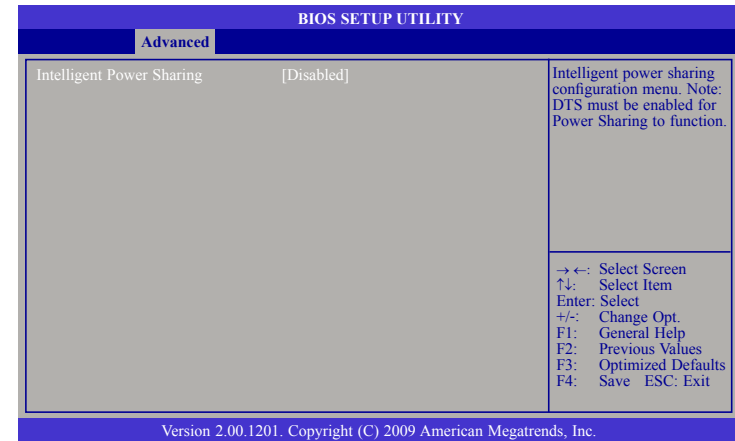 BIOS SETUP UTILITY
Advanced
Intelligent Power Sharing [Disabled]
Intelligent power sharing
configuration menu. Note:
DTS must be enabled for
Power Sharing to function.
→←: Select Screen
↑↓: Select Item
Enter: Select
+/-: Change Opt.
F1: General Help
F2: Previous Values
F3: Optimized Defaults
F4: Save ESC: Exit
Version 2.00.1201. Copyright (C) 2009 American Megatrends, Inc.